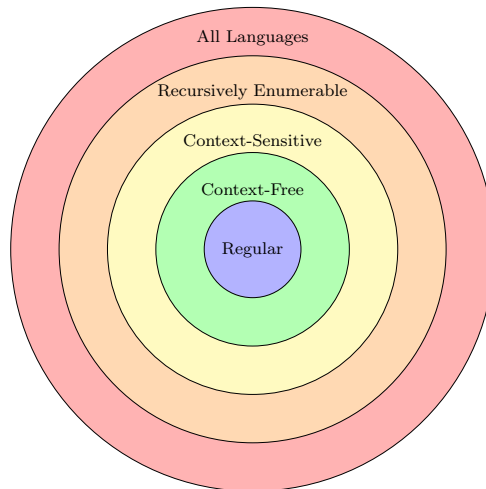 All Languages
Recursively Enumerable
Context-Sensitive
Context-Free
Regular